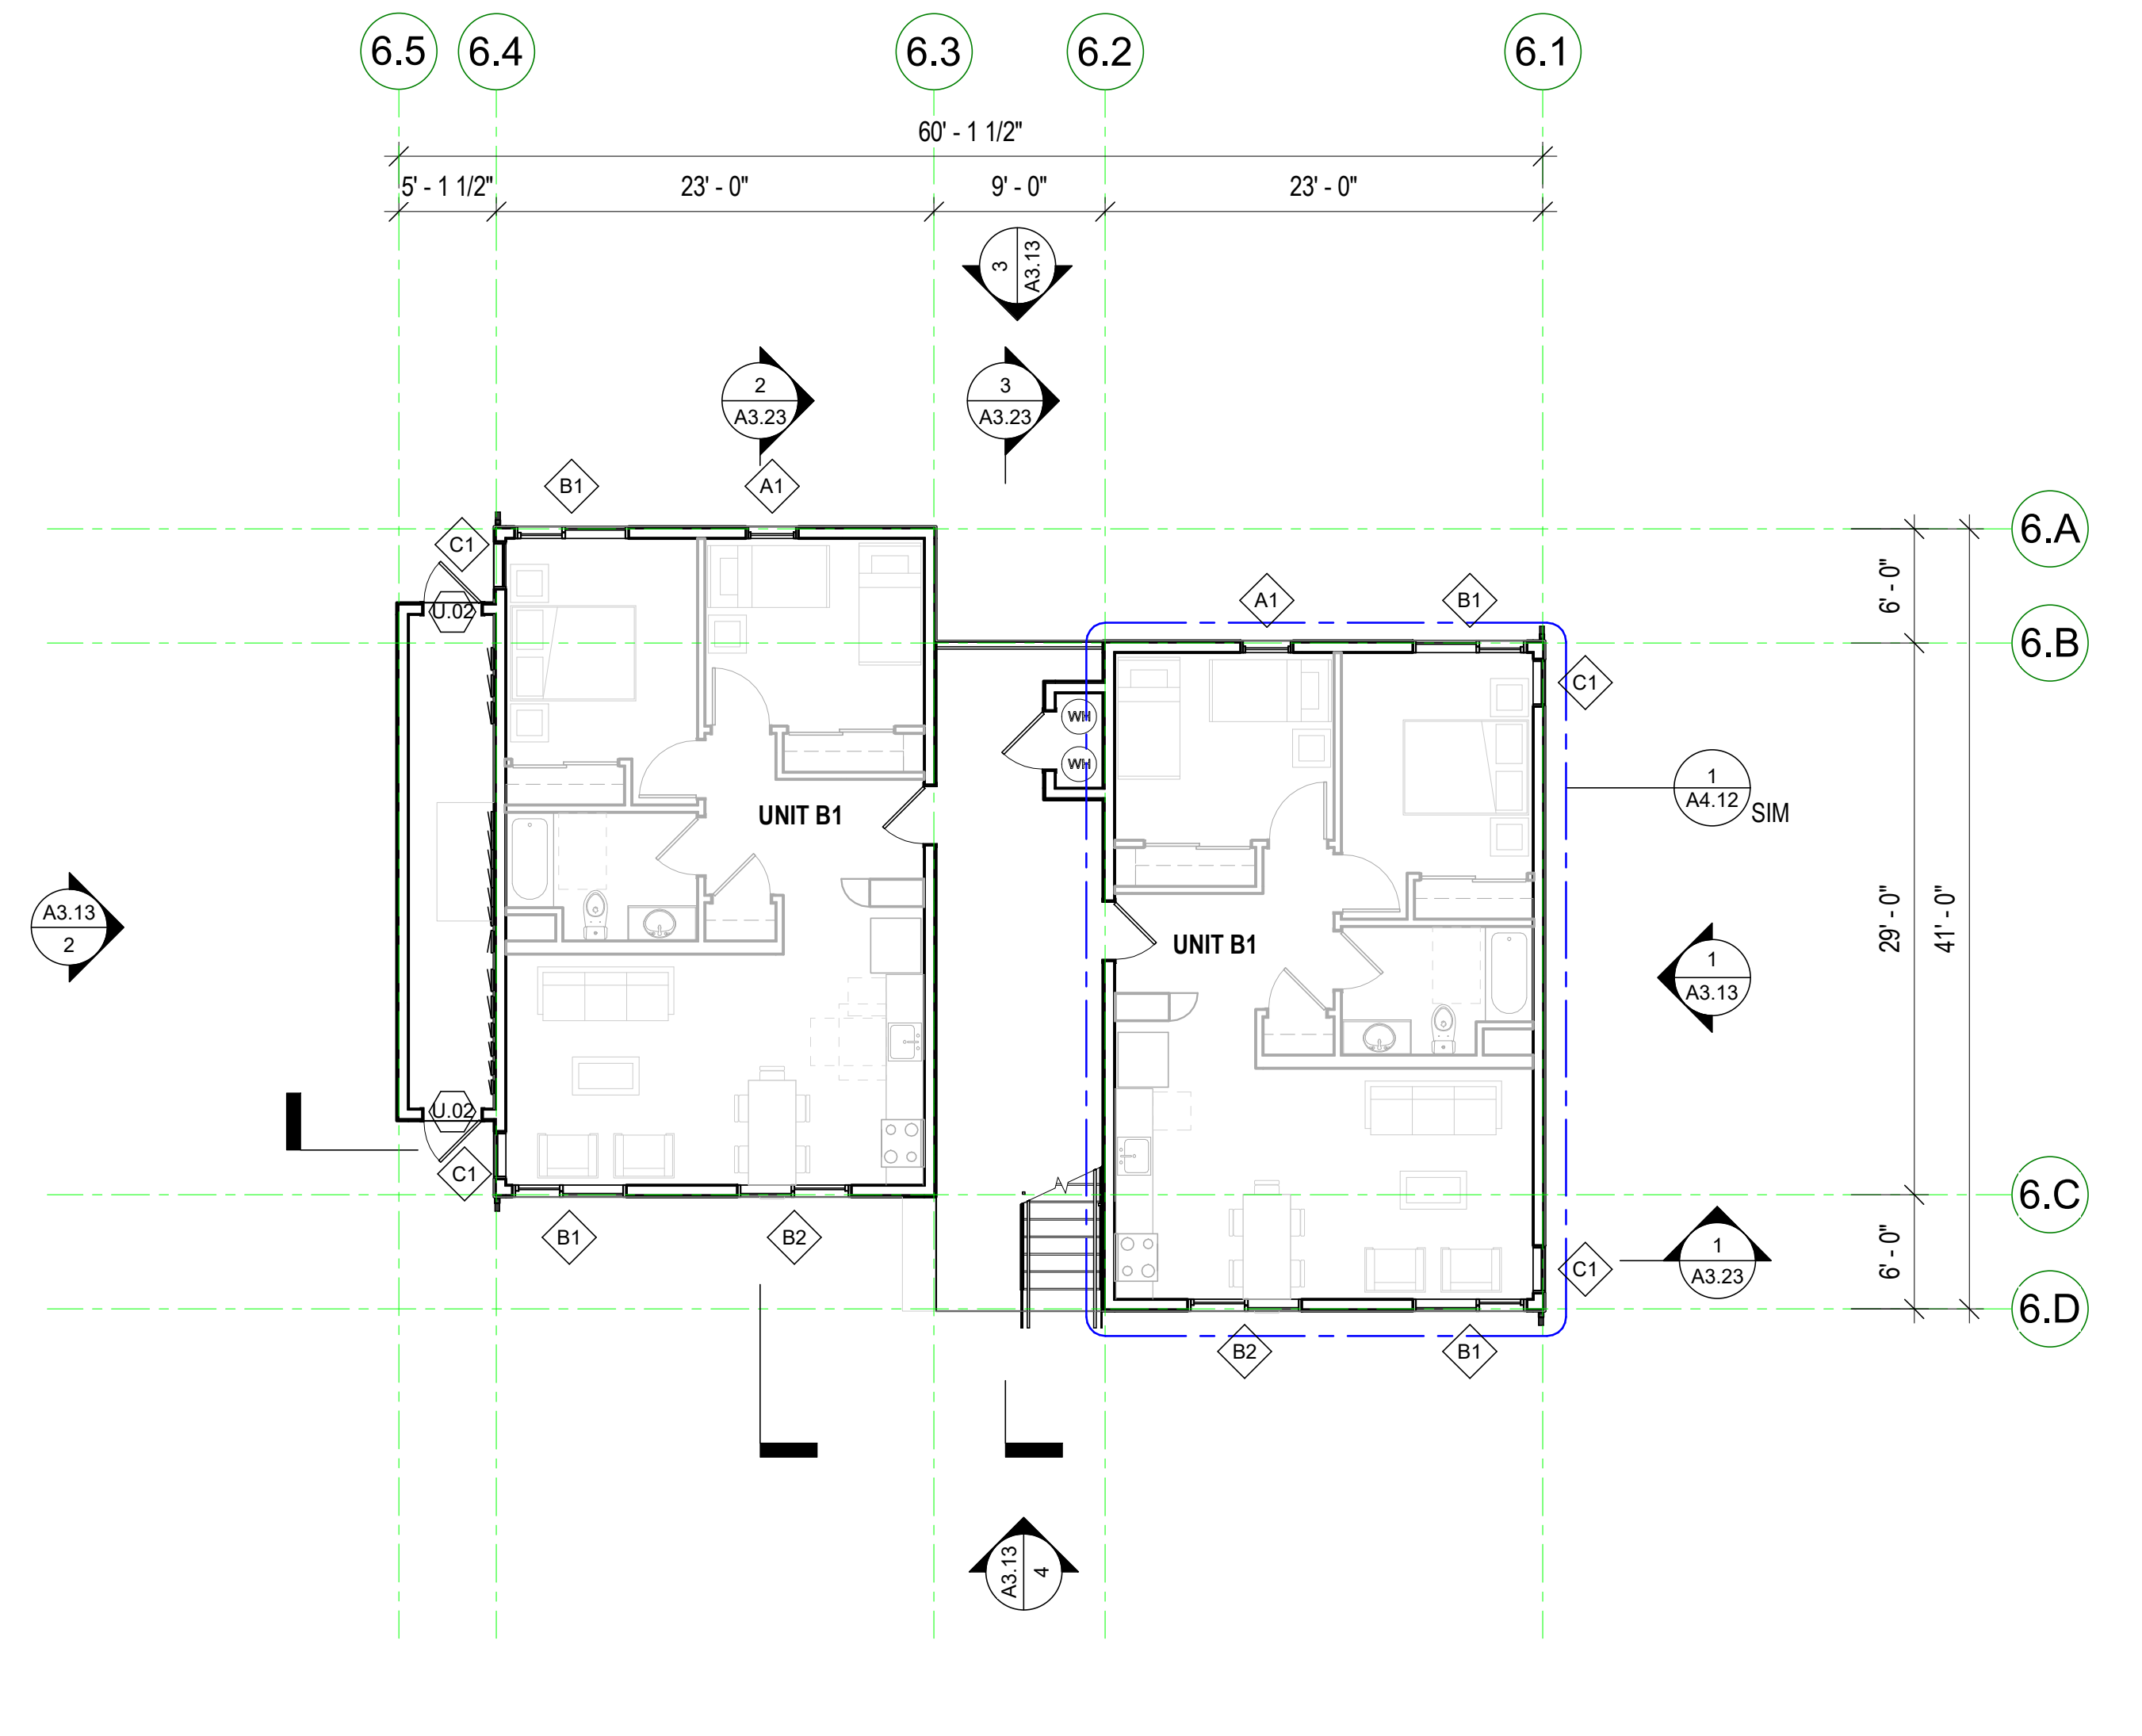 6.5 6.4 6.3 6.2 6.1
60' - 1 1/2"
5' - 1 1/2" 23' - 0" 9' - 0" 23' - 0"
3
A3.13
2
A3.23
3
A3.23
B1 A1
C1
6.A
U.02
A1 B1
6' - 0"
6.B
C1
WH
WH
1
A4.12
SIM
UNIT B1
A3.13
2
UNIT B1
29' - 0"
41' - 0"
1
A3.13
U.02
C1
6.C
B1 B2
6' - 0"
1
A3.23
C1
6.D
B2 B1
A3.13
4